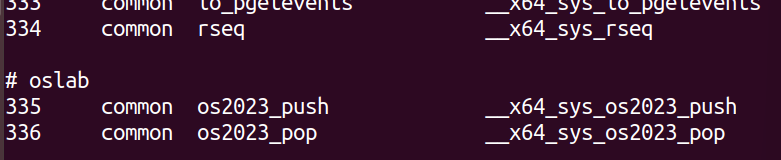 333 common io_pgetevents __x64_sys_io_pgetevents
334 common rseq __x64_sys_rseq
# oslab
335 common os2023_push __x64_sys_os2023_push
336 common os2023_pop __x64_sys_os2023_pop